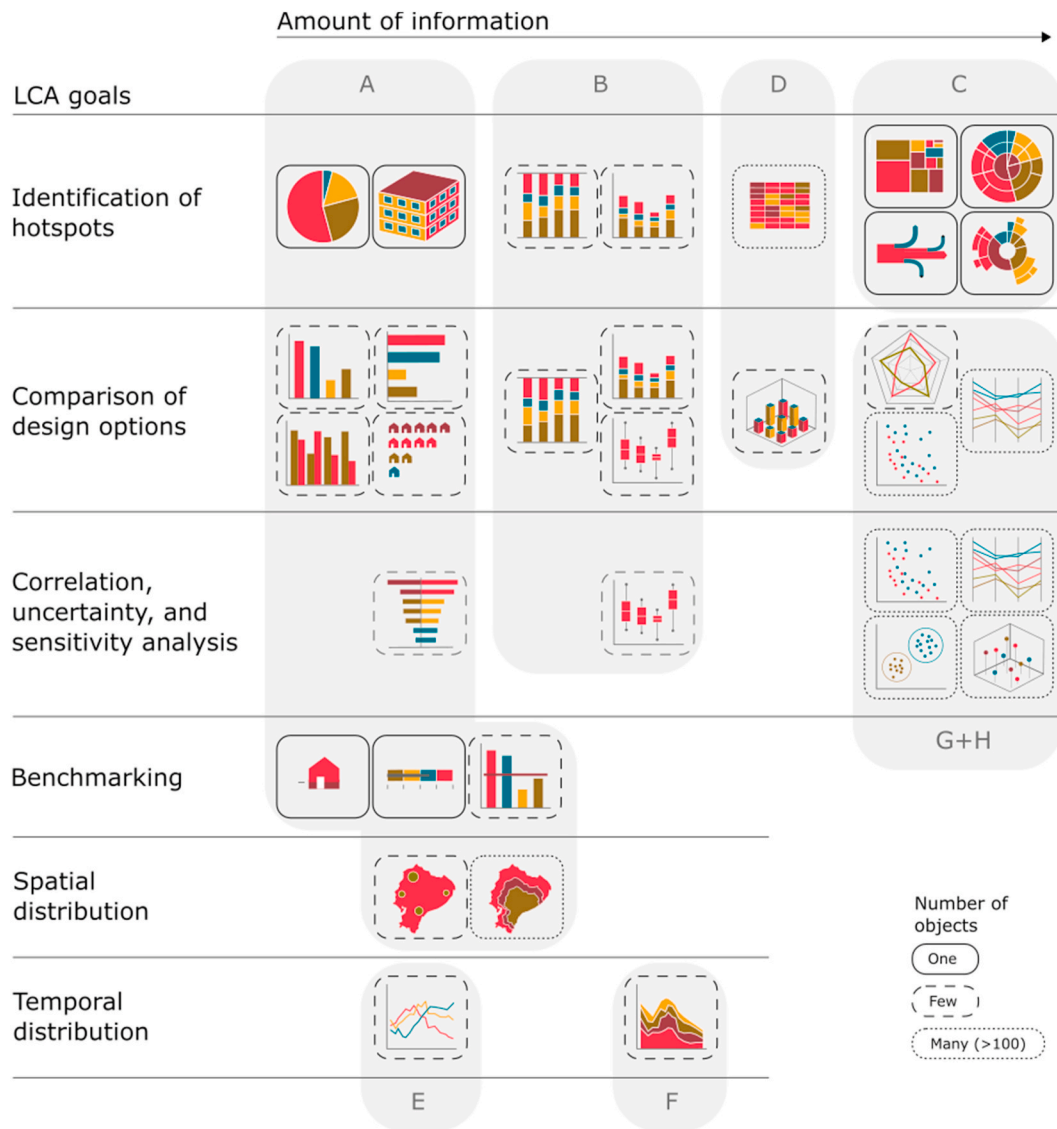 Amount of information
A
B
D
C
LCA goals
Identification of
hotspots
Comparison of
design options
Correlation,
uncertainty, and
sensitivity analysis
G+H
Benchmarking
Spatial
distribution
Number of
objects
One
Few
Many (>100)
Temporal
distribution
E
F